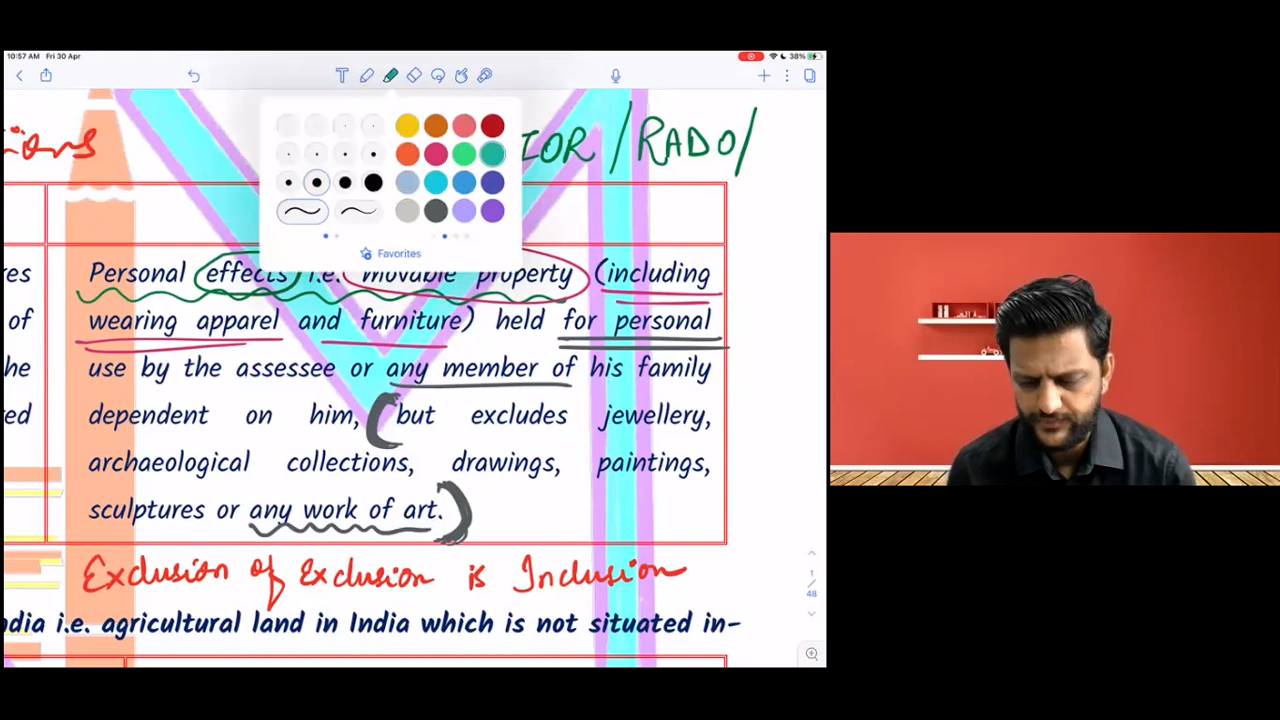 10:57 AM Fri 30 Apr
38%
IOR / RADO /
Favorites
res
Personal effects i.e. movable property (including
of
wearing apparel and furniture) held for personal
he
use by the assessee or any member of his family
red
dependent on him, (but excludes jewellery,
archaeological collections, drawings, paintings,
sculptures or any work of art.)
Exclusion of Exclusion is Inclusion
ndia i.e. agricultural land in India which is not situated in-
1
/
48